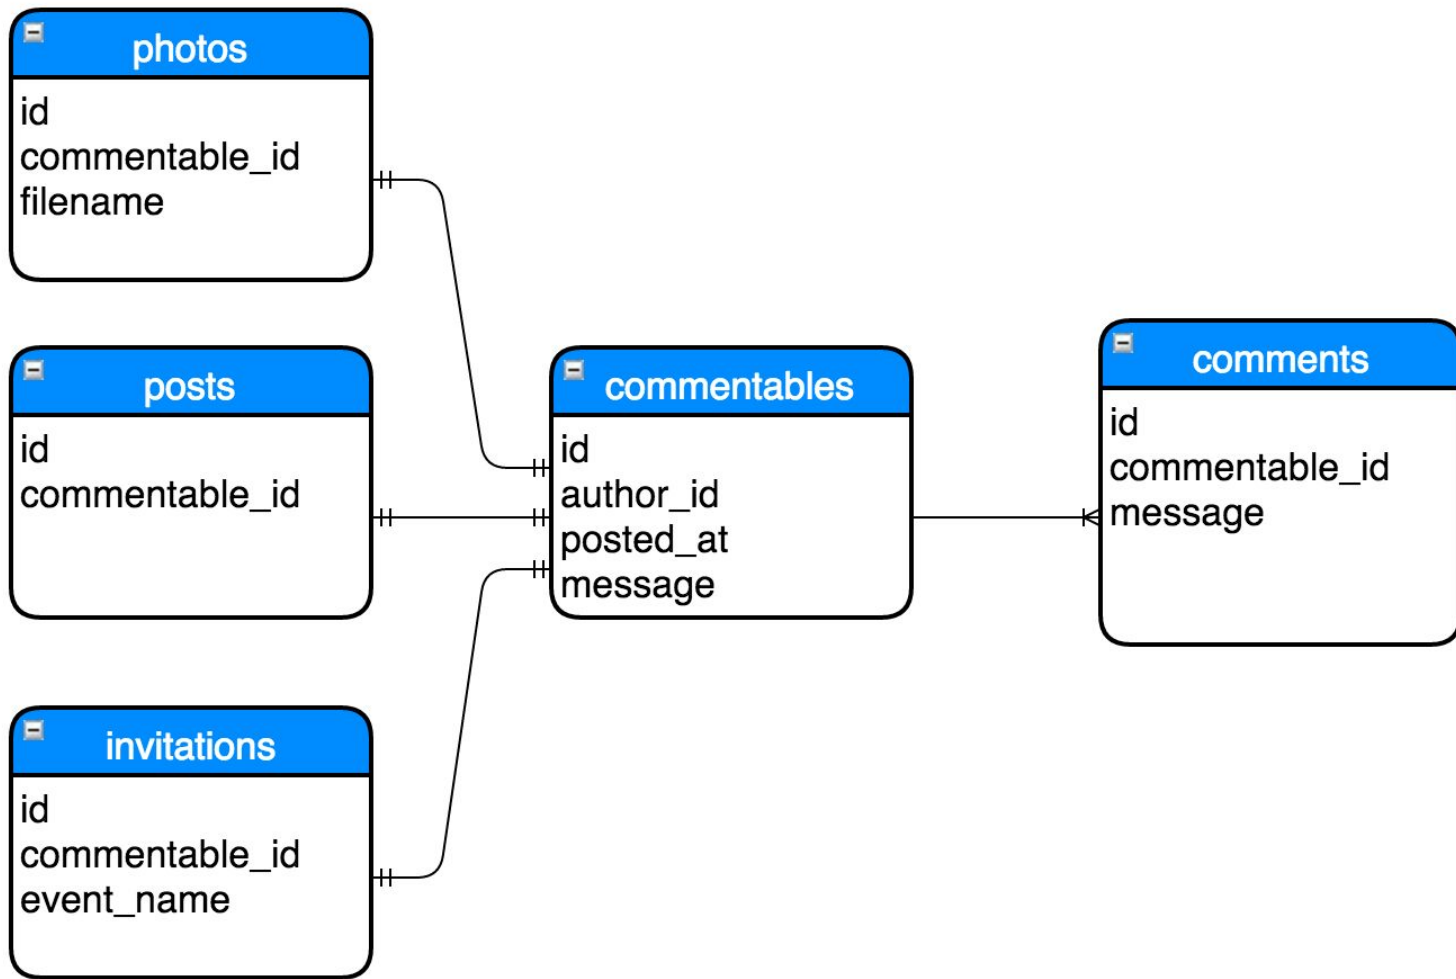 photos
id
commentable_id
filename
posts
id
commentable_id
invitations
id
commentable_id
event_name
commentables
id
author_id
posted_at
message
comments
id
commentable_id
message